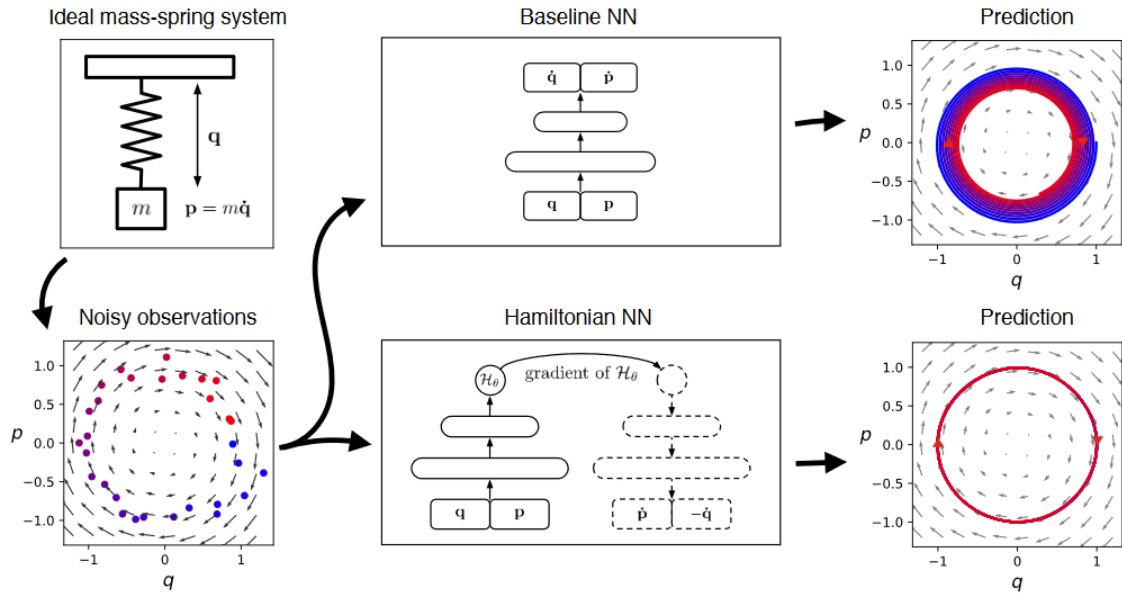 Ideal mass-spring system
q
m
p = mq̇
Baseline NN
q̇ ṗ
q p
Prediction
1.0
0.5
p 0.0
−0.5
−1.0
−1 0 1
q
Noisy observations
1.0
0.5
p 0.0
−0.5
−1.0
−1 0 1
q
Hamiltonian NN
ℋθ gradient of ℋθ
q p ṗ −q̇
Prediction
1.0
0.5
p 0.0
−0.5
−1.0
−1 0 1
q